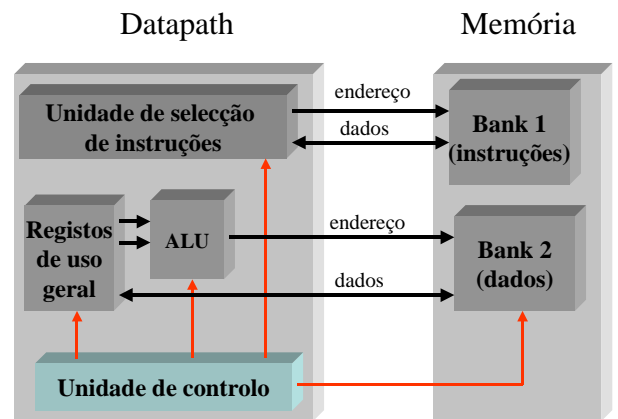 Datapath
Memória
Unidade de selecção
de instruções
endereço
dados
Bank 1
(instruções)
Registos
de uso
geral
ALU
endereço
dados
Bank 2
(dados)
Unidade de controlo